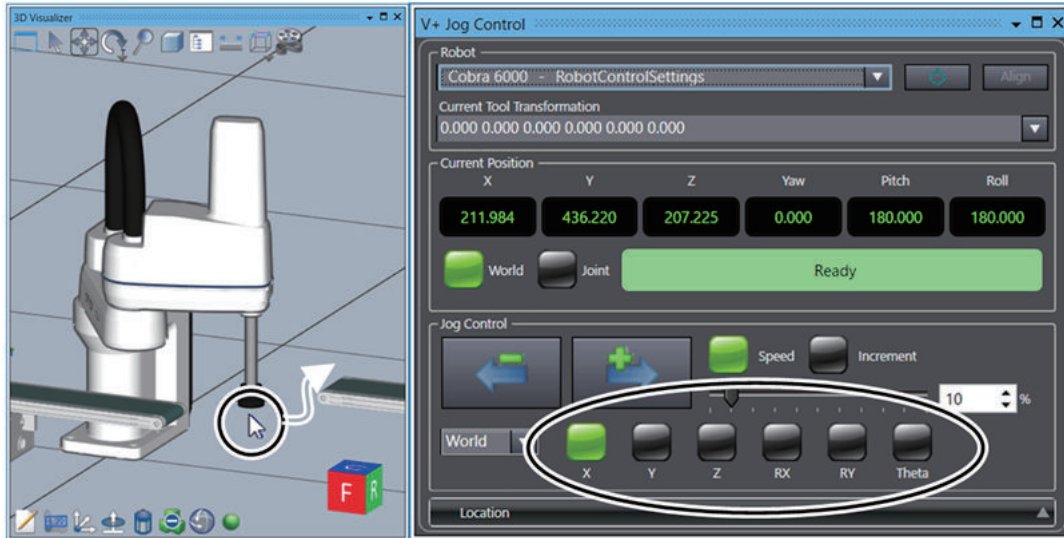 3D Visualizer
F
R
V+ Jog Control
Robot
Cobra 6000 - RobotControlSettings
Align
Current Tool Transformation
0.000 0.000 0.000 0.000 0.000 0.000
Current Position
X Y Z Yaw Pitch Roll
211.984 436.220 207.225 0.000 180.000 180.000
World Joint Ready
Jog Control
Speed Increment
10 %
World
X Y Z RX RY Theta
Location